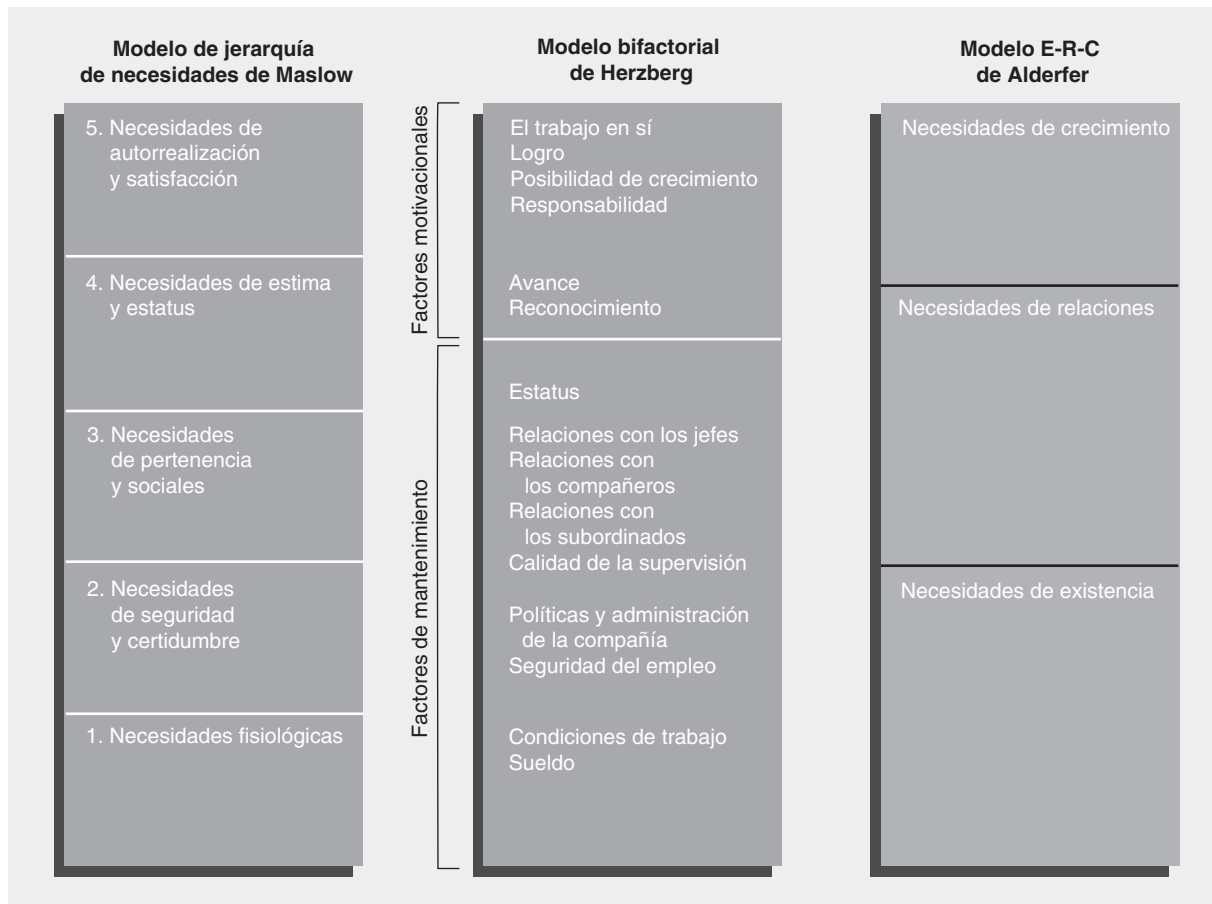 Modelo de jerarquía
de necesidades de Maslow
5. Necesidades de
autorrealización
y satisfacción
4. Necesidades de estima
y estatus
3. Necesidades
de pertenencia
y sociales
2. Necesidades
de seguridad
y certidumbre
1. Necesidades fisiológicas
Modelo bifactorial
de Herzberg
Factores motivacionales
El trabajo en sí
Logro
Posibilidad de crecimiento
Responsabilidad
Avance
Reconocimiento
Factores de mantenimiento
Estatus
Relaciones con los jefes
Relaciones con
los compañeros
Relaciones con
los subordinados
Calidad de la supervisión
Políticas y administración
de la compañía
Seguridad del empleo
Condiciones de trabajo
Sueldo
Modelo E-R-C
de Alderfer
Necesidades de crecimiento
Necesidades de relaciones
Necesidades de existencia